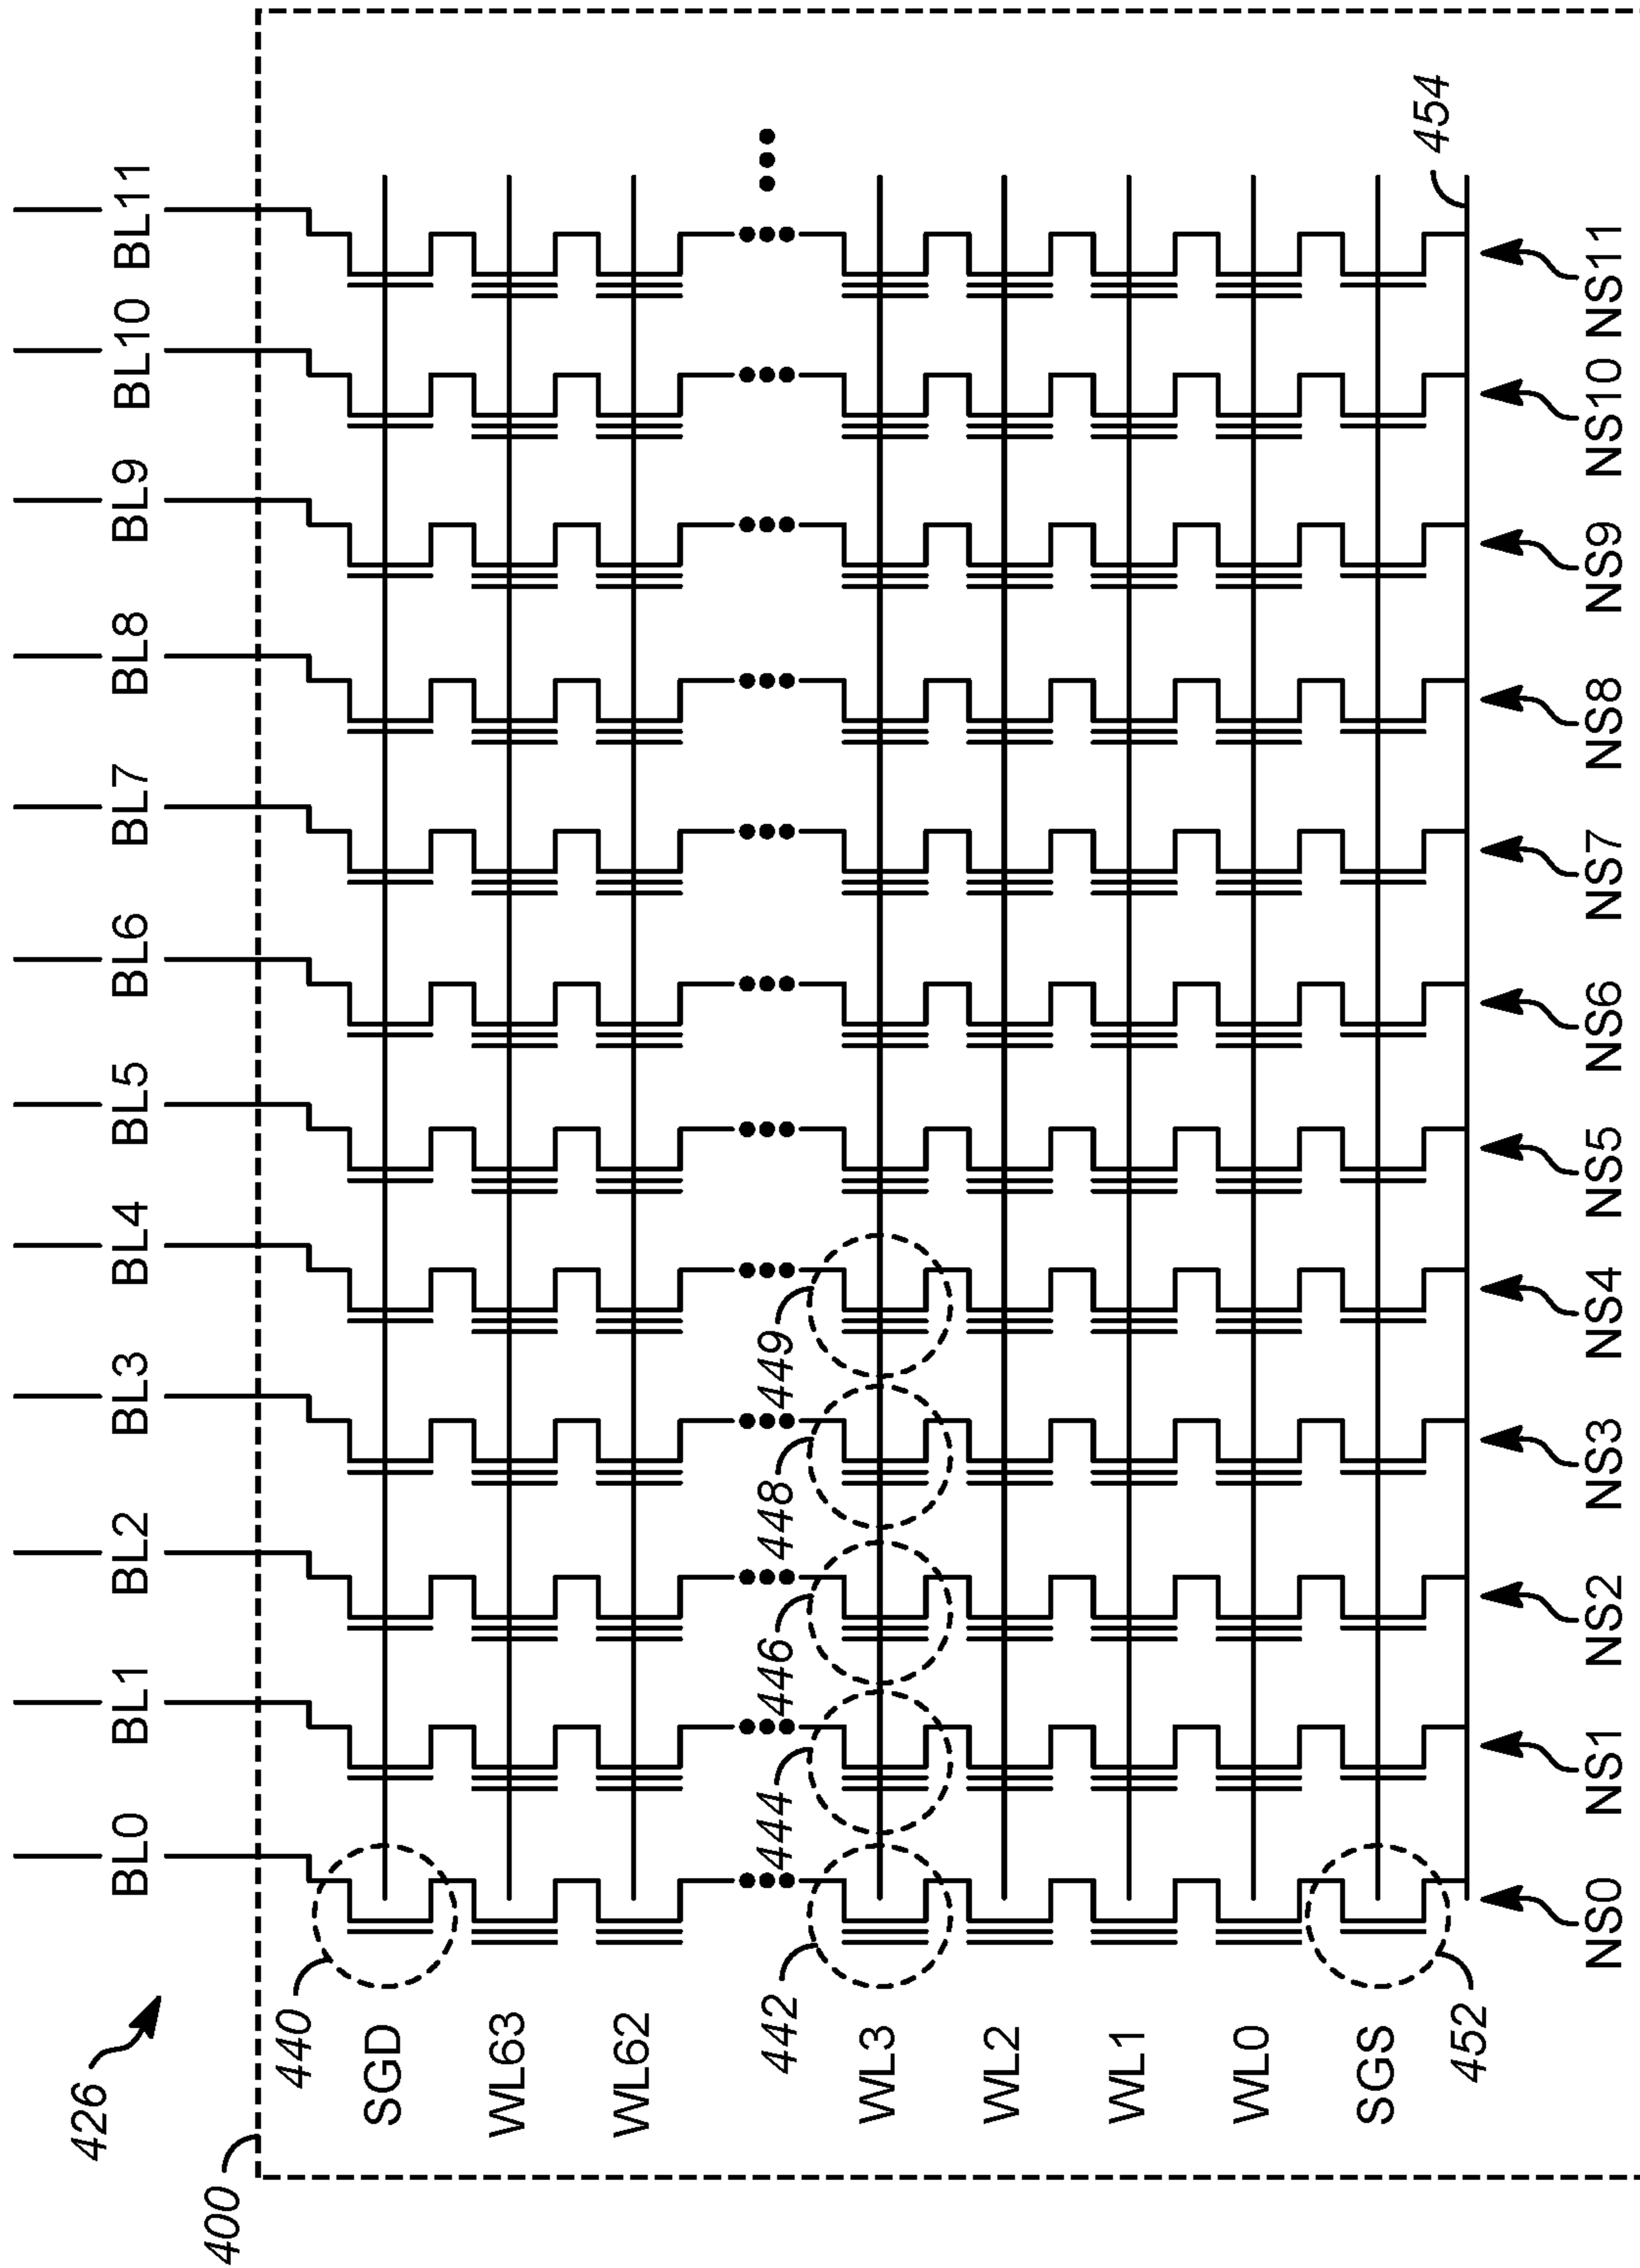 426
BL0 BL1 BL2 BL3 BL4 BL5 BL6 BL7 BL8 BL9 BL10 BL11
400
440
SGD
WL63
WL62
442 444 446 448 449
WL3
WL2
WL1
WL0
SGS
452
454
NS0 NS1 NS2 NS3 NS4 NS5 NS6 NS7 NS8 NS9 NS10 NS11